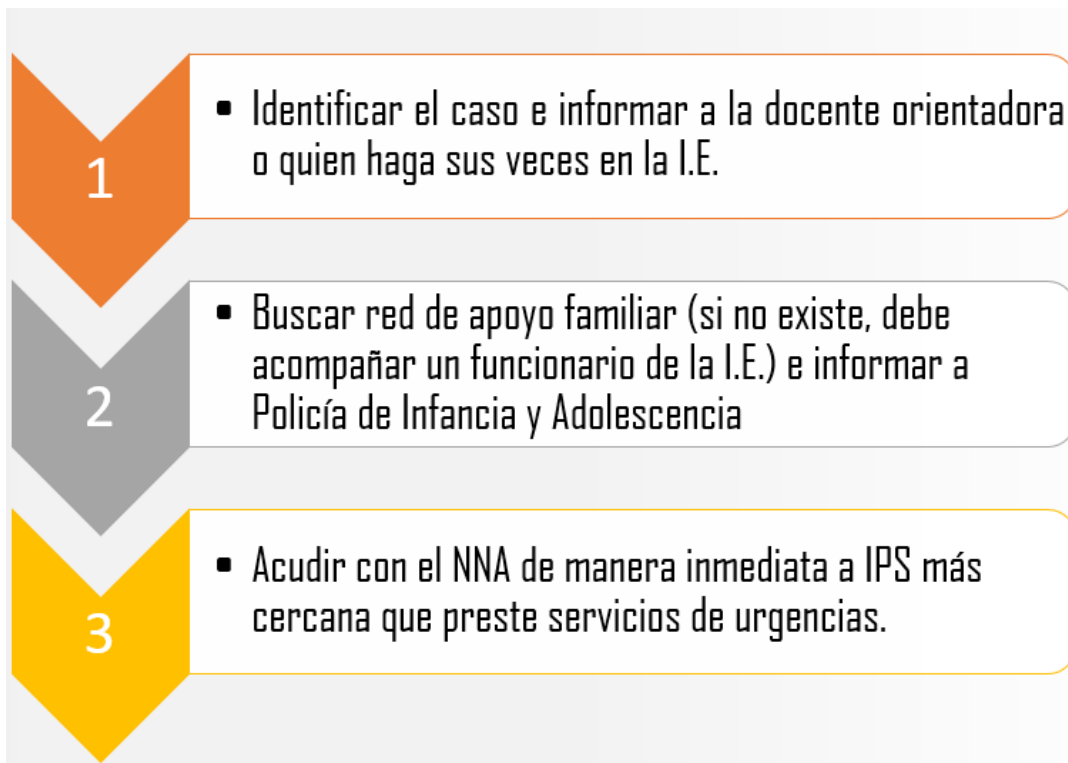 1
▪ Identificar el caso e informar a la docente orientadora
o quien haga sus veces en la I.E.
2
▪ Buscar red de apoyo familiar (si no existe, debe
acompañar un funcionario de la I.E.) e informar a
Policía de Infancia y Adolescencia
3
▪ Acudir con el NNA de manera inmediata a IPS más
cercana que preste servicios de urgencias.